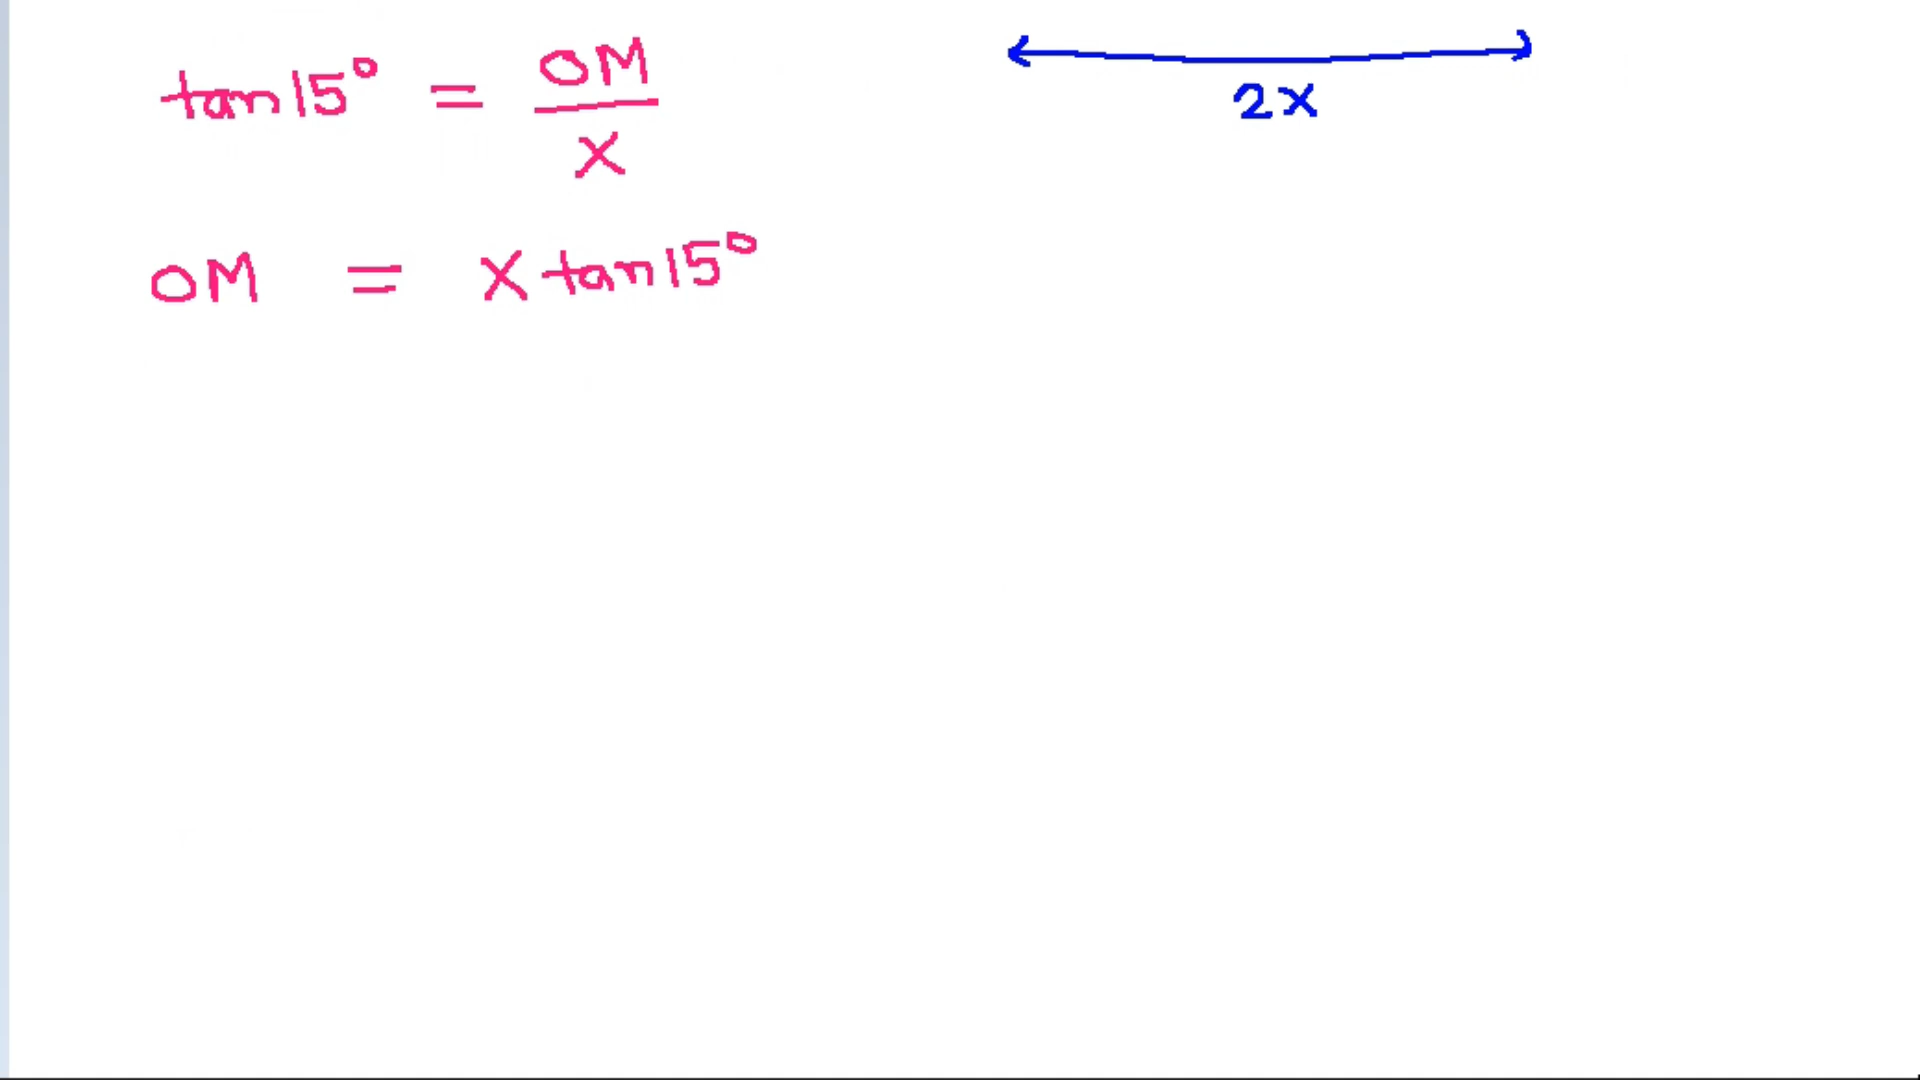 tan15° = OM/x
2x
OM = x tan15°